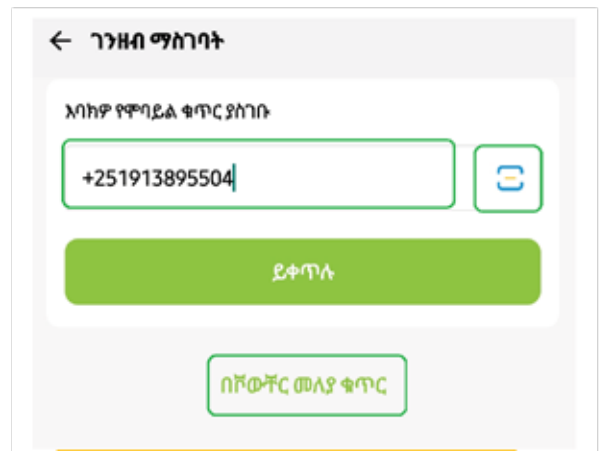 ገንዘብ ማስገባት
እባክዎ የሞባይል ቁጥር ያስገቡ
+251913895504
ይቀጥሉ
በቮውቸር መለያ ቁጥር